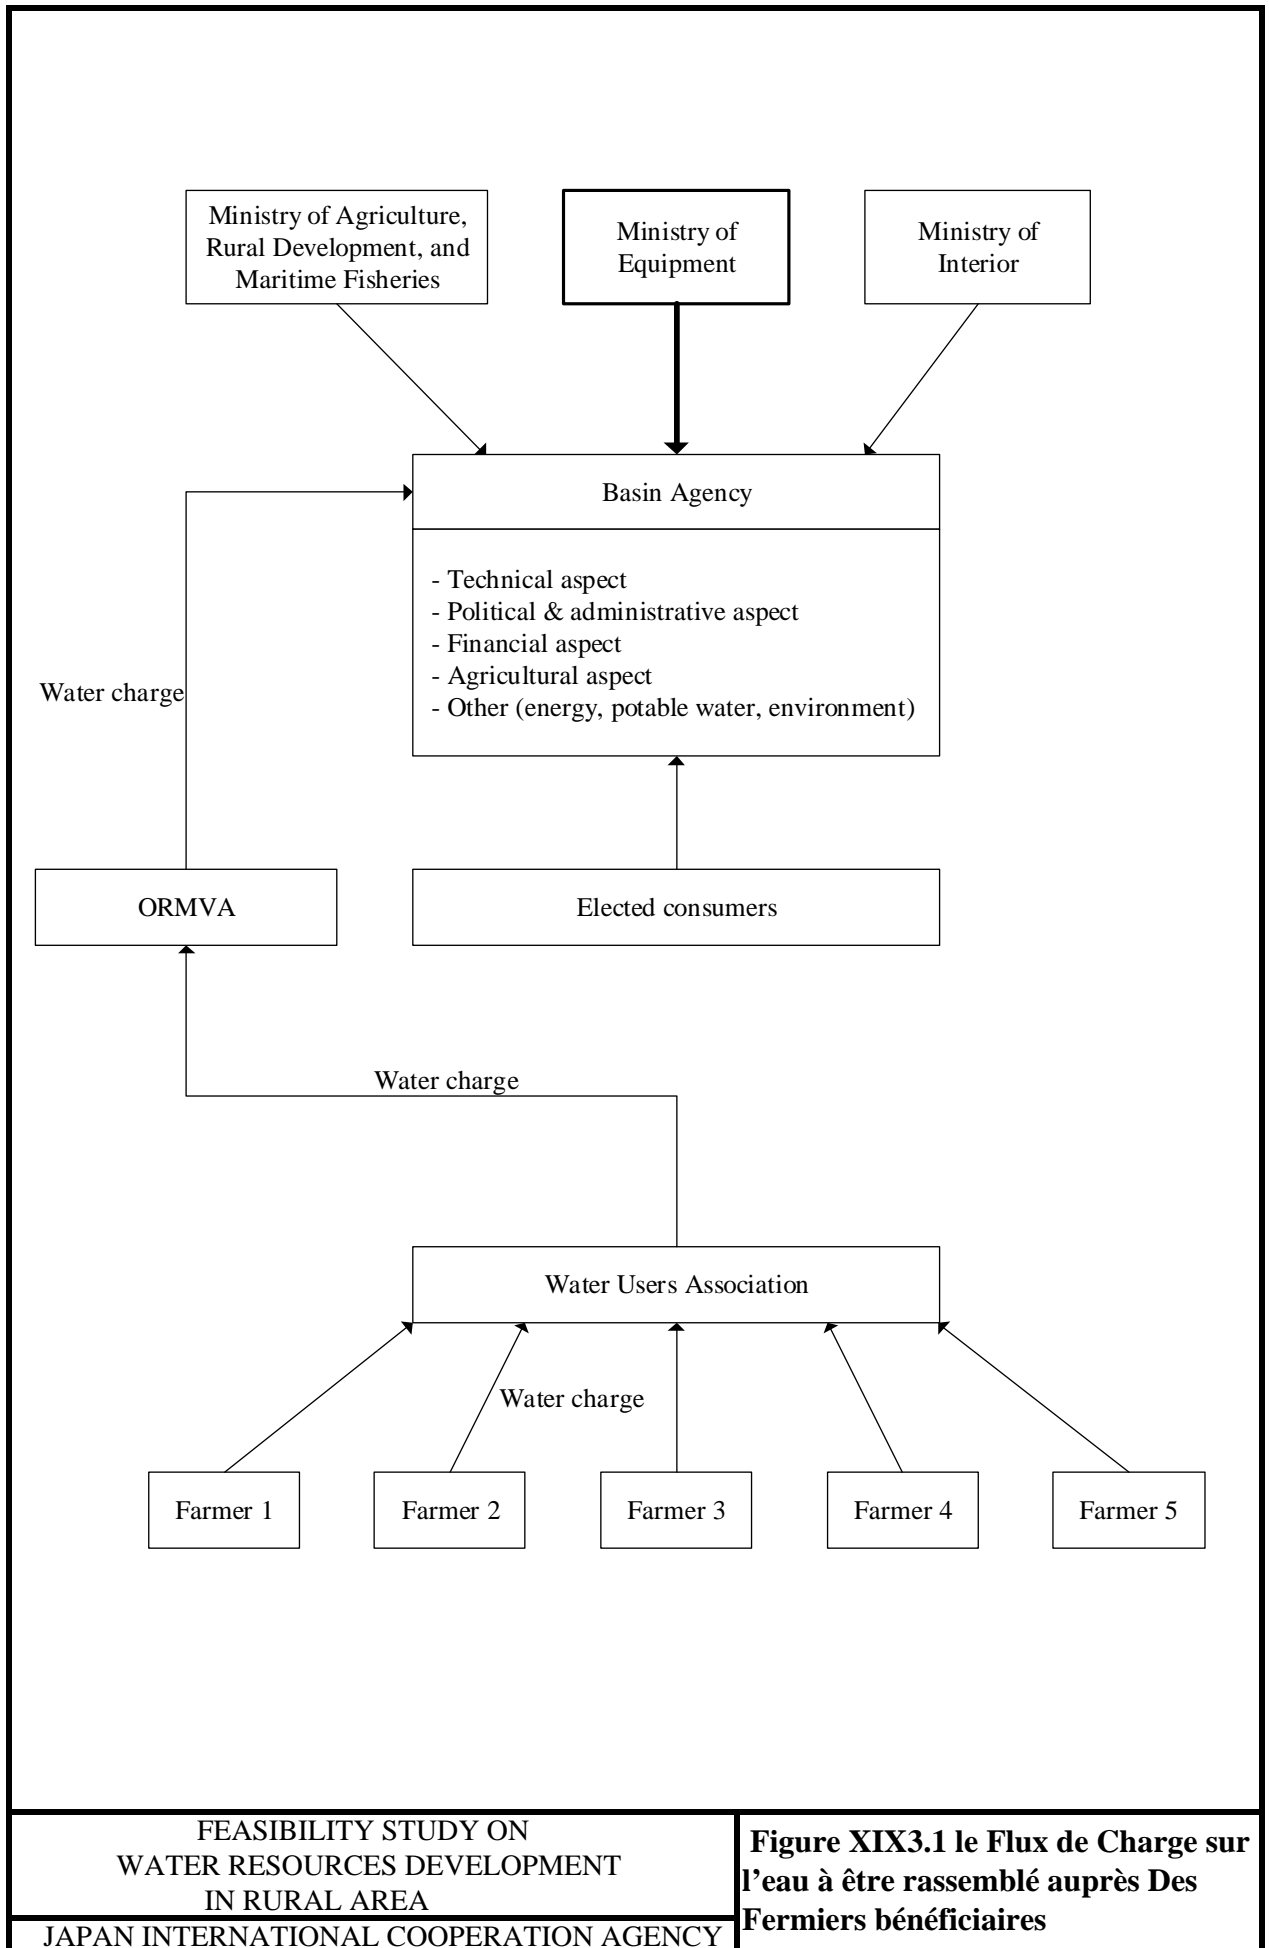 Ministry of Agriculture,
Rural Development, and
Maritime Fisheries
Ministry of
Equipment
Ministry of
Interior
Basin Agency
- Technical aspect
- Political & administrative aspect
- Financial aspect
- Agricultural aspect
- Other (energy, potable water, environment)
Water charge
ORMVA
Elected consumers
Water charge
Water Users Association
Water charge
Farmer 1
Farmer 2
Farmer 3
Farmer 4
Farmer 5
FEASIBILITY STUDY ON
WATER RESOURCES DEVELOPMENT
IN RURAL AREA
JAPAN INTERNATIONAL COOPERATION AGENCY
Figure XIX3.1 le Flux de Charge sur
l’eau à être rassemblé auprès Des
Fermiers bénéficiaires